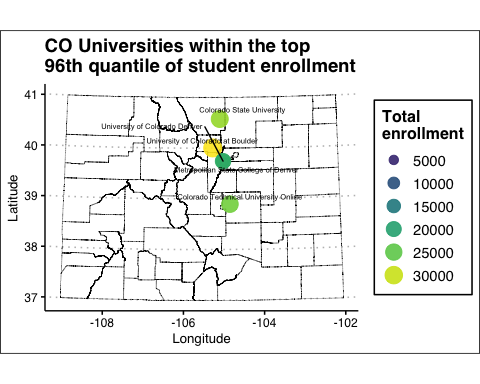 CO Universities within the top
96th quantile of student enrollment
41
40
39
38
37
Latitude
Colorado State University
University of Colorado Denver
University of Colorado at Boulder
Metropolitan State College of Denver
Colorado Technical University Online
-108
-106
-104
-102
Longitude
Total
enrollment
5000
10000
15000
20000
25000
30000